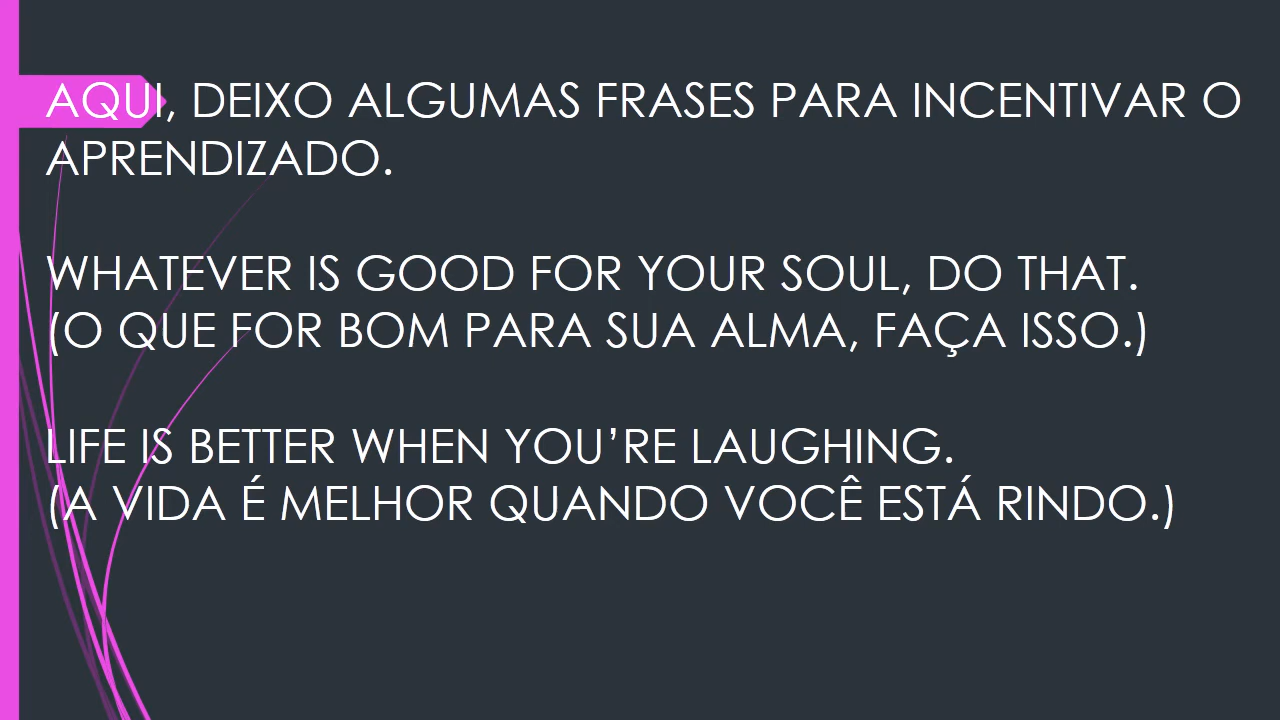 AQUI, DEIXO ALGUMAS FRASES PARA INCENTIVAR O
APRENDIZADO.
WHATEVER IS GOOD FOR YOUR SOUL, DO THAT.
(O QUE FOR BOM PARA SUA ALMA, FAÇA ISSO.)
LIFE IS BETTER WHEN YOU’RE LAUGHING.
(A VIDA É MELHOR QUANDO VOCÊ ESTÁ RINDO.)